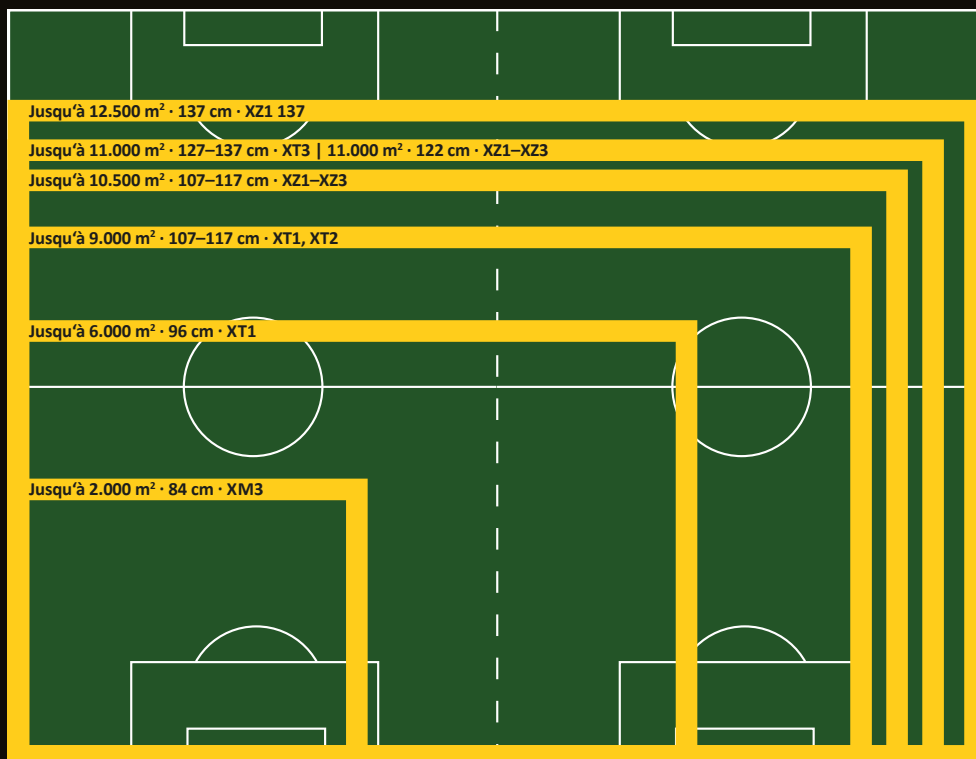 Jusqu‘à 12.500 m² · 137 cm · XZ1 137
Jusqu‘à 11.000 m² · 127–137 cm · XT3 | 11.000 m² · 122 cm · XZ1–XZ3
Jusqu‘à 10.500 m² · 107–117 cm · XZ1–XZ3
Jusqu‘à 9.000 m² · 107–117 cm · XT1, XT2
Jusqu‘à 6.000 m² · 96 cm · XT1
Jusqu‘à 2.000 m² · 84 cm · XM3